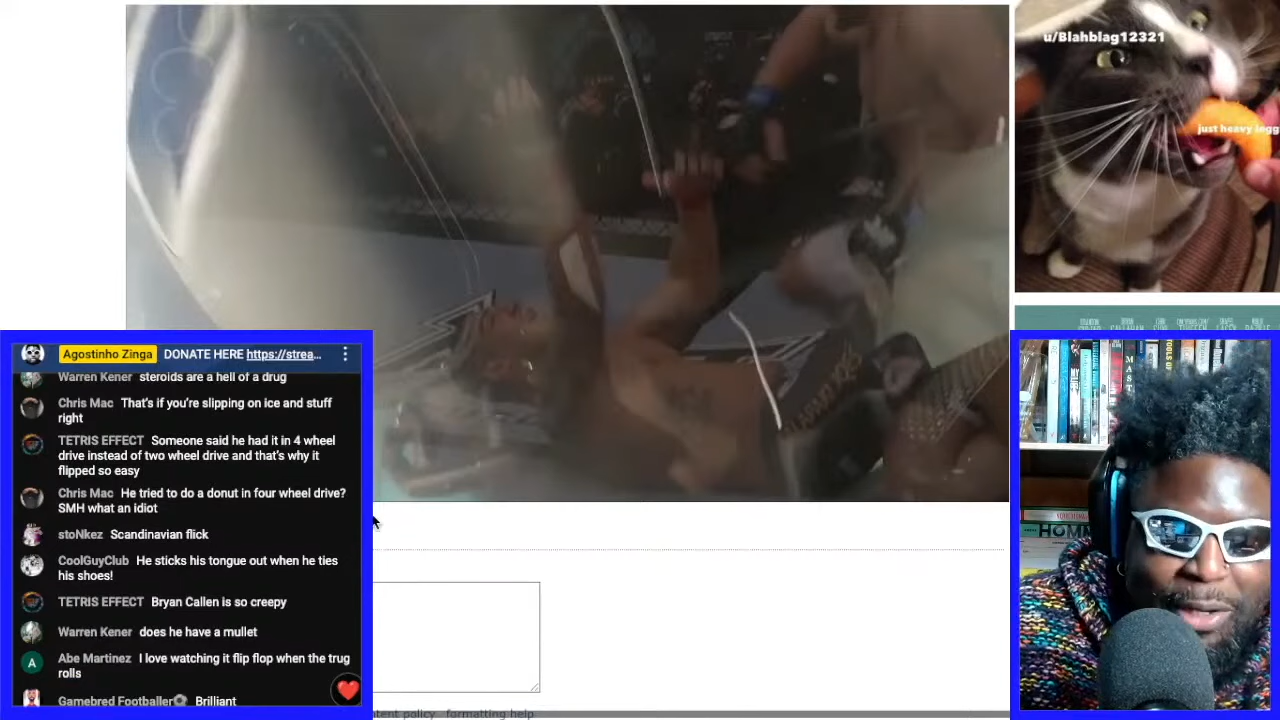 u/Blahblag12321
just heavy legg
Agostinho Zinga DONATE HERE https://strea...
Warren Kener steroids are a hell of a drug
Chris Mac That's if you're slipping on ice and stuff
right
TETRIS EFFECT Someone said he had it in 4 wheel
drive instead of two wheel drive and that's why it
flipped so easy
Chris Mac He tried to do a donut in four wheel drive?
SMH what an idiot
stoNkez Scandinavian flick
CoolGuyClub He sticks his tongue out when he ties
his shoes!
TETRIS EFFECT Bryan Callen is so creepy
Warren Kener does he have a mullet
A Abe Martinez I love watching it flip flop when the trug
rolls
Gamebred Footballer Brilliant
tent policy formatting help